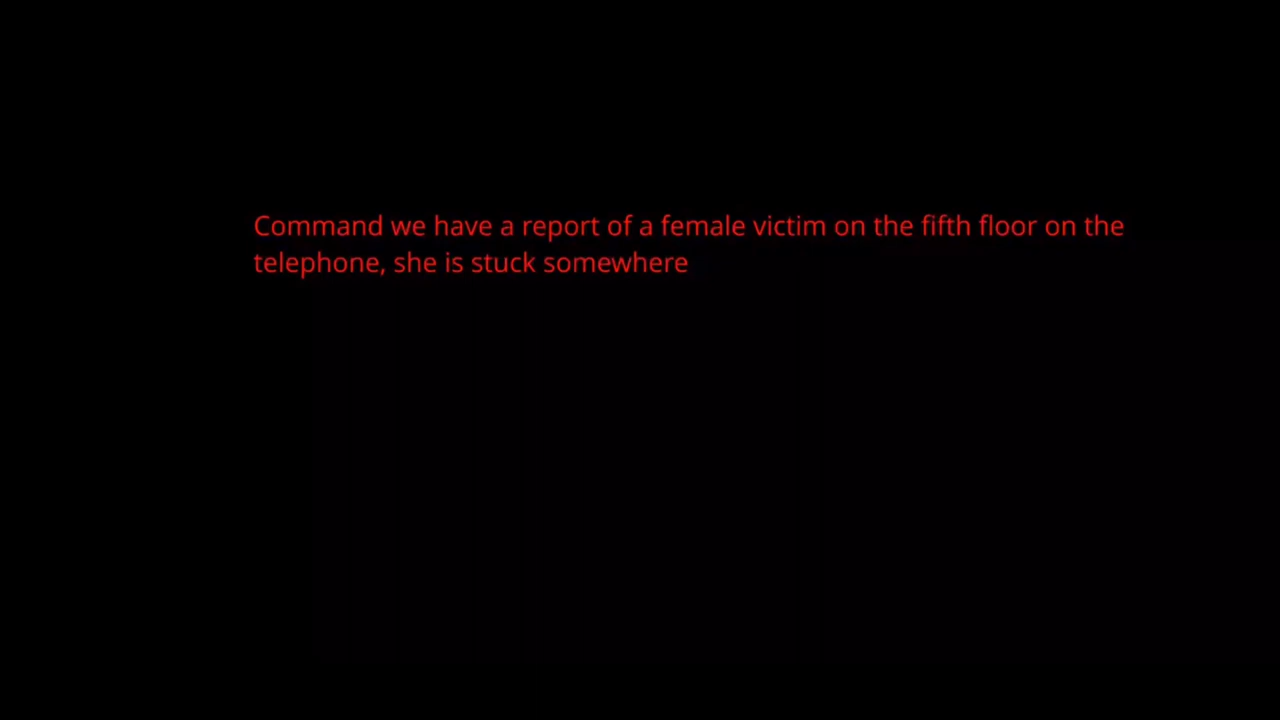 Command we have a report of a female victim on the fifth floor on the
telephone, she is stuck somewhere